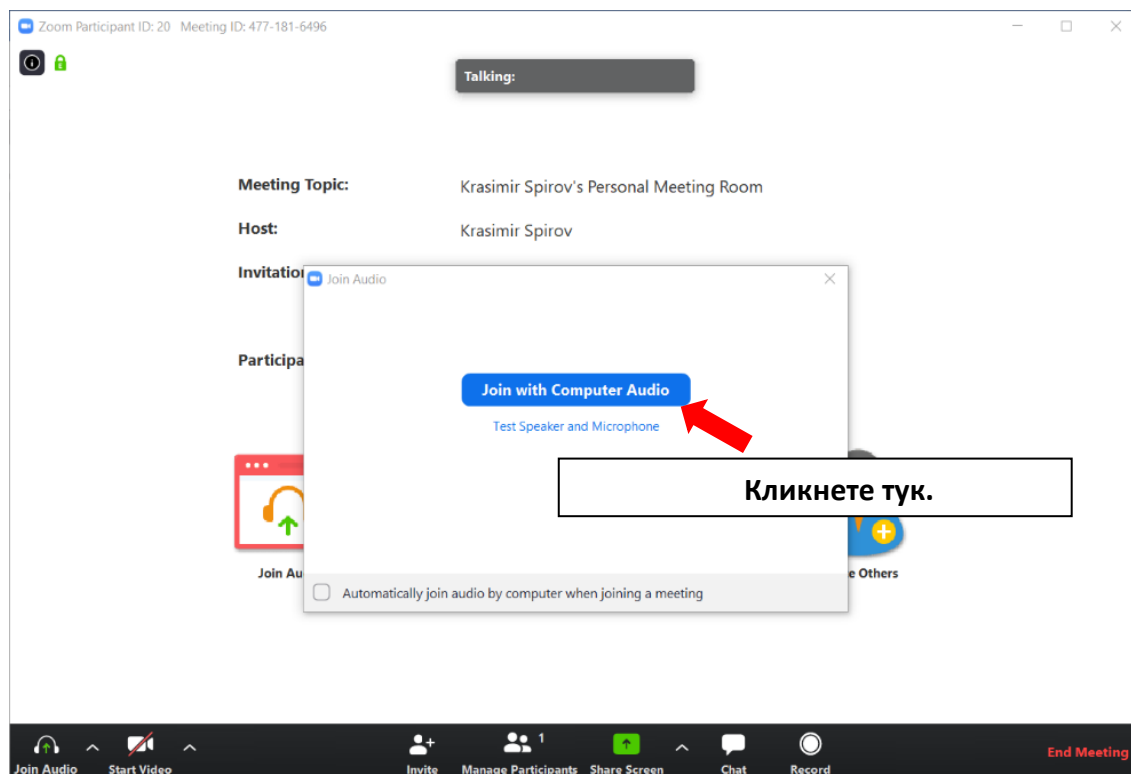 Zoom Participant ID: 20 Meeting ID: 477-181-6496
Talking:
Meeting Topic: Krasimir Spirov's Personal Meeting Room
Host: Krasimir Spirov
Invitation
Join Audio
Participa
Join with Computer Audio
Test Speaker and Microphone
Кликнете тук.
Join Au
e Others
Automatically join audio by computer when joining a meeting
Join Audio Start Video Invite Manage Participants 1 Share Screen Chat Record End Meeting